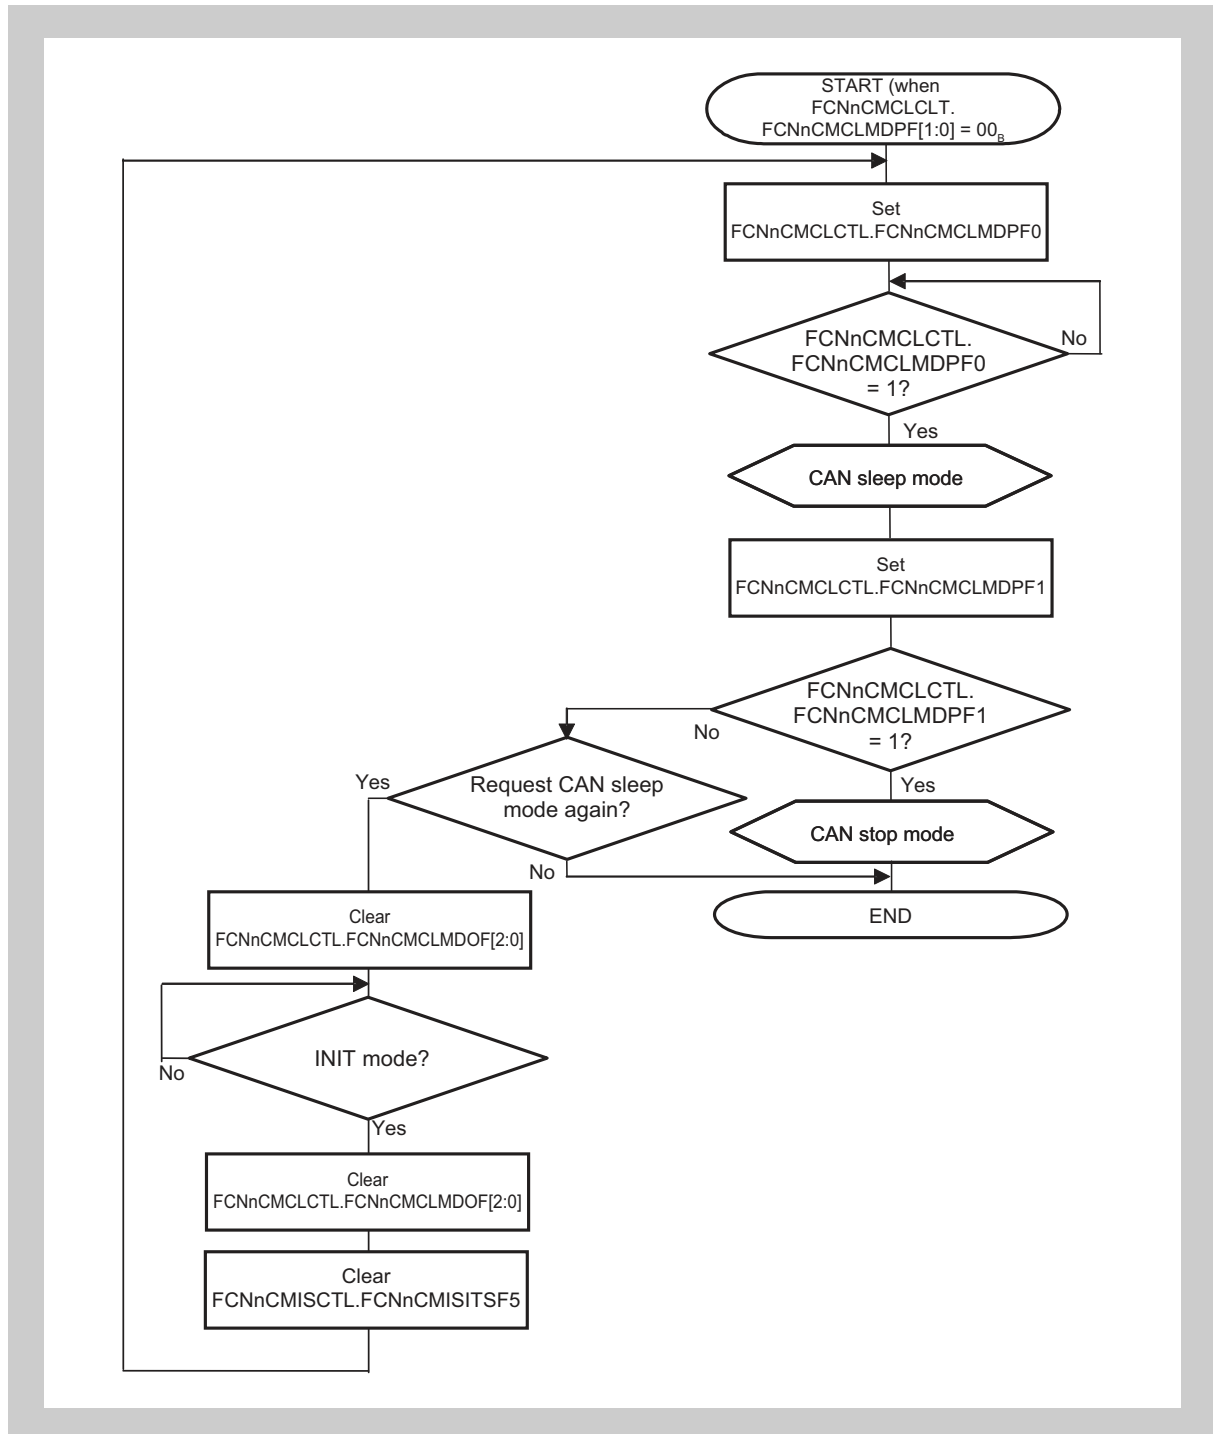 START (when
FCNnCMCLCLT.
FCNnCMCLMDPF[1:0] = 00B
Set
FCNnCMCLCTL.FCNnCMCLMDPF0
FCNnCMCLCTL.
FCNnCMCLMDPF0
= 1?
No
Yes
CAN sleep mode
Set
FCNnCMCLCTL.FCNnCMCLMDPF1
FCNnCMCLCTL.
FCNnCMCLMDPF1
= 1?
No
Yes
Request CAN sleep
mode again?
Yes
No
CAN stop mode
END
Clear
FCNnCMCLCTL.FCNnCMCLMDOF[2:0]
INIT mode?
No
Yes
Clear
FCNnCMCLCTL.FCNnCMCLMDOF[2:0]
Clear
FCNnCMISCTL.FCNnCMISITSF5